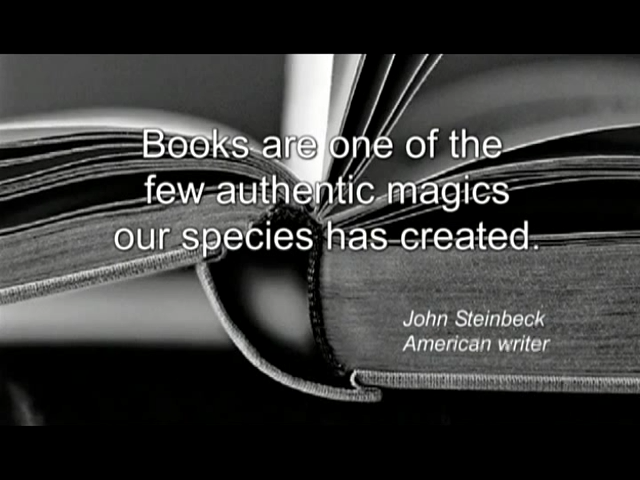 Books are one of the
few authentic magics
our species has created.
John Steinbeck
American writer